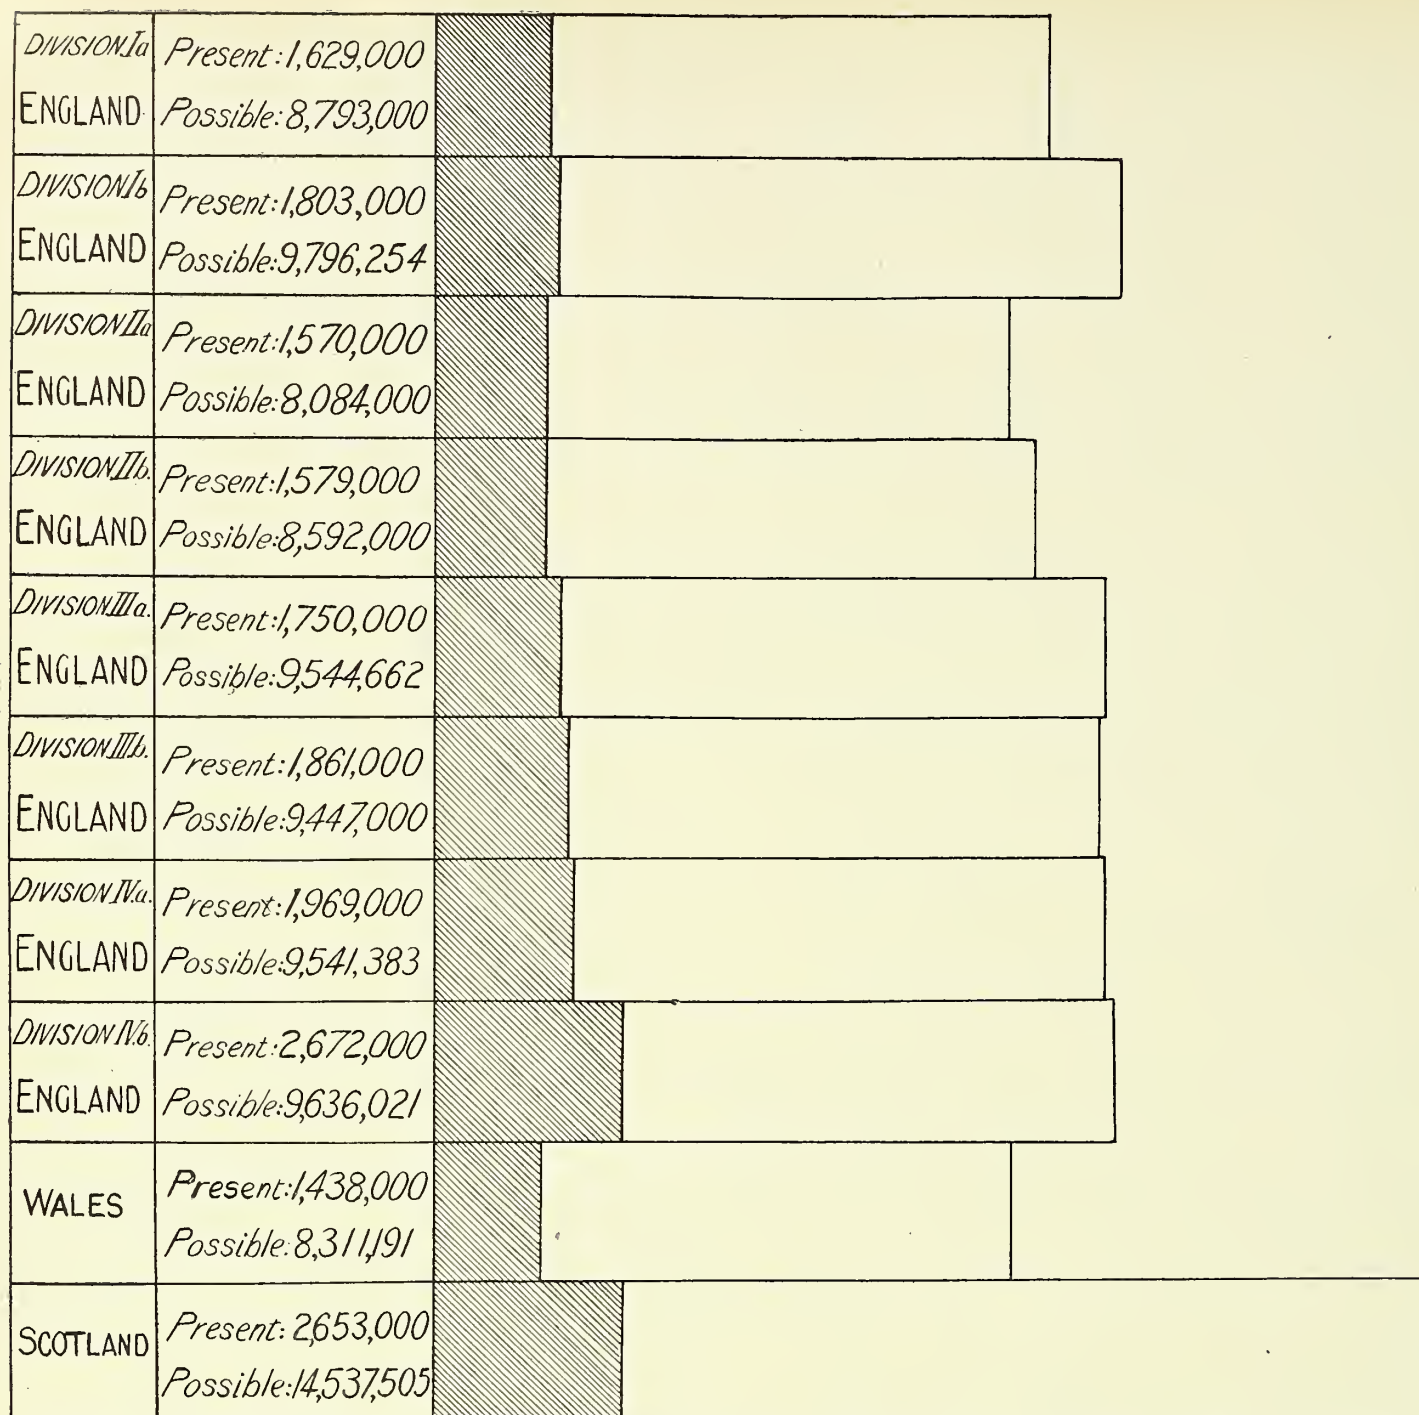 DIVISION Ia
ENGLAND
Present: 1,629,000
Possible: 8,793,000
DIVISION Ib
ENGLAND
Present: 1,803,000
Possible: 9,796,254
DIVISION IIa
ENGLAND
Present: 1,570,000
Possible: 8,084,000
DIVISION IIb.
ENGLAND
Present: 1,579,000
Possible: 8,592,000
DIVISION IIIa.
ENGLAND
Present: 1,750,000
Possible: 9,544,662
DIVISION IIIb.
ENGLAND
Present: 1,861,000
Possible: 9,447,000
DIVISION IV.a.
ENGLAND
Present: 1,969,000
Possible: 9,541,383
DIVISION IV.b.
ENGLAND
Present: 2,672,000
Possible: 9,636,021
WALES
Present: 1,438,000
Possible: 8,311,191
SCOTLAND
Present: 2,653,000
Possible: 14,537,505